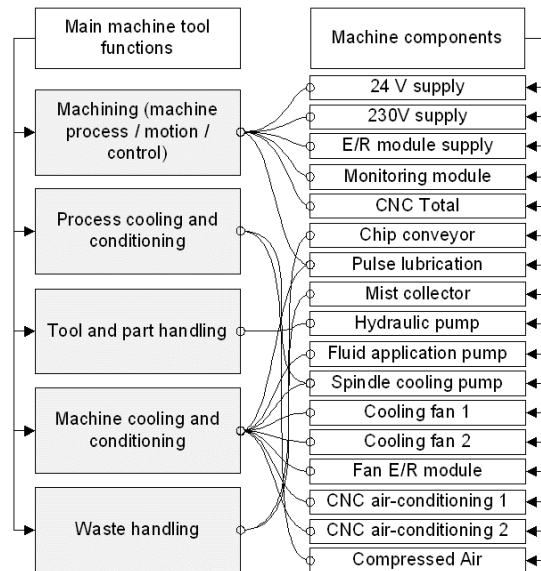 Main machine tool
functions
Machining (machine
process / motion /
control)
Process cooling and
conditioning
Tool and part handling
Machine cooling and
conditioning
Waste handling
Machine components
24 V supply
230V supply
E/R module supply
Monitoring module
CNC Total
Chip conveyor
Pulse lubrication
Mist collector
Hydraulic pump
Fluid application pump
Spindle cooling pump
Cooling fan 1
Cooling fan 2
Fan E/R module
CNC air-conditioning 1
CNC air-conditioning 2
Compressed Air